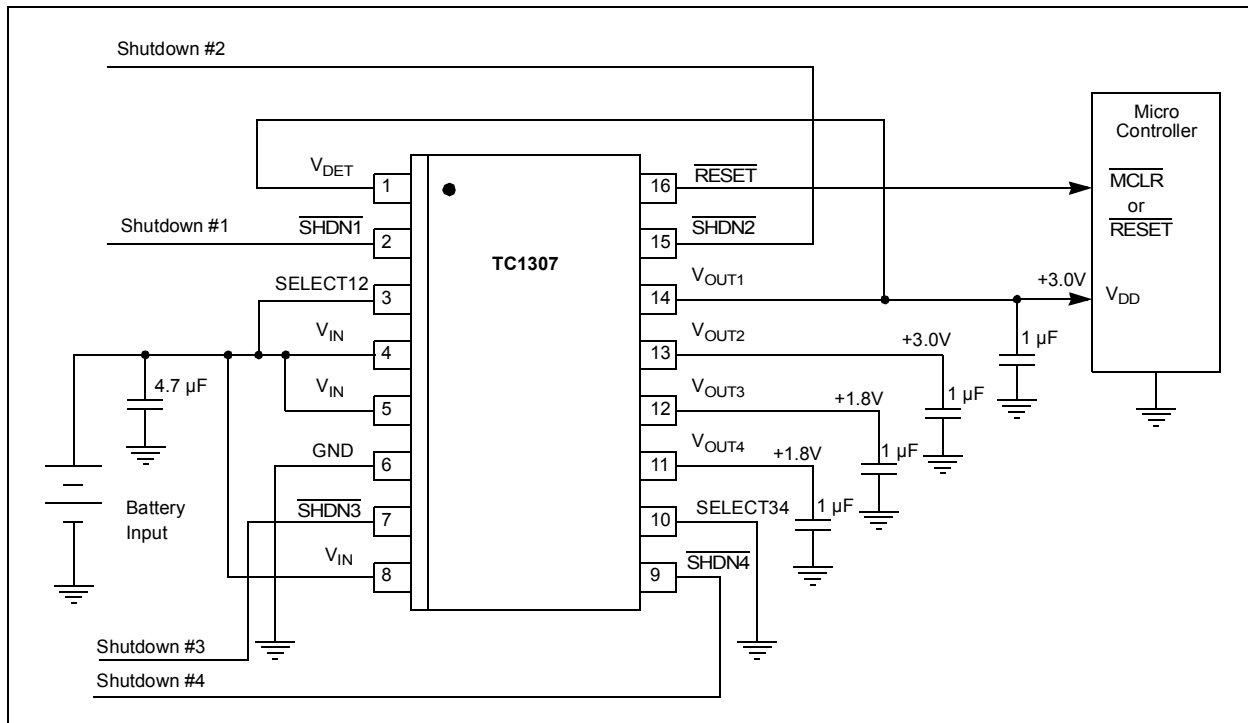 Shutdown #2
Micro
Controller
VDET
1
16
RESET
MCLR
or
RESET
Shutdown #1
SHDN1
2
15
SHDN2
TC1307
SELECT12
3
14
VOUT1
+3.0V
VDD
VIN
4
13
VOUT2
+3.0V
1 µF
4.7 µF
VIN
5
12
VOUT3
+1.8V
1 µF
GND
6
11
VOUT4
+1.8V
1 µF
Battery
Input
SHDN3
7
10
SELECT34
1 µF
VIN
8
9
SHDN4
Shutdown #3
Shutdown #4